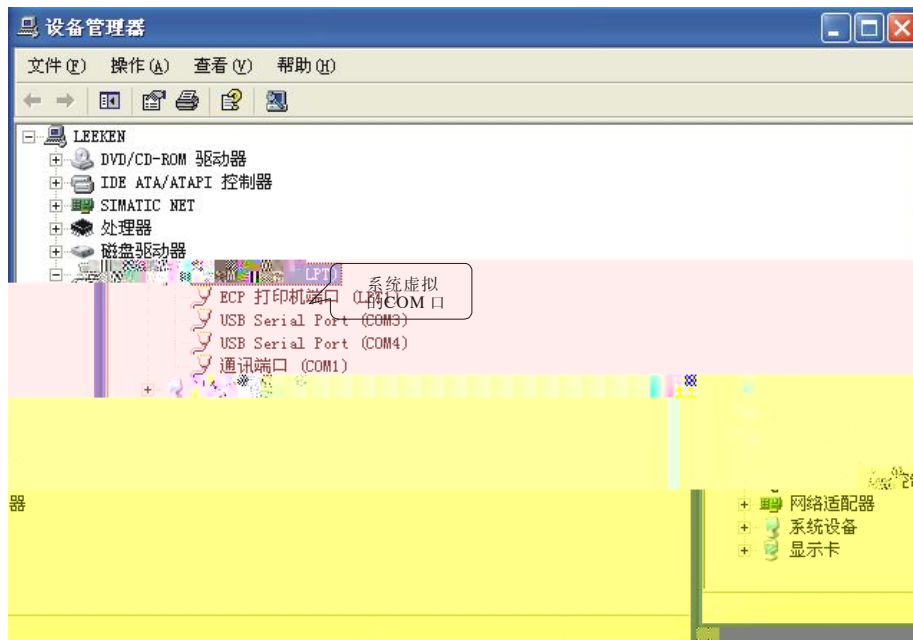 设备管理器
文件(F) 操作(A) 查看(V) 帮助(H)
LEEKEN
DVD/CD-ROM 驱动器
IDE ATA/ATAPI 控制器
SIMATIC NET
处理器
磁盘驱动器
LPT)
系统虚拟
的COM 口
ECP 打印机端口 (LPT1)
USB Serial Port (COM3)
USB Serial Port (COM4)
通讯端口 (COM1)
器
网络适配器
系统设备
显示卡